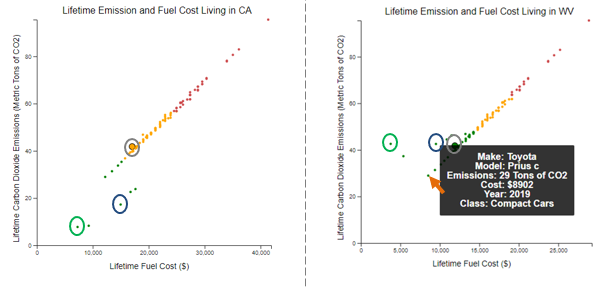 Lifetime Emission and Fuel Cost Living in CA
Lifetime Carbon Dioxide Emissions (Metric Tons of CO2)
80
60
40
20
0
0
10,000
20,000
30,000
40,000
Lifetime Fuel Cost ($)
Lifetime Emission and Fuel Cost Living in WV
Lifetime Carbon Dioxide Emissions (Metric Tons of CO2)
80
60
40
20
0
Make: Toyota
Model: Prius c
Emissions: 29 Tons of CO2
Cost: $8902
Year: 2019
Class: Compact Cars
0
5,000
10,000
15,000
20,000
25,000
Lifetime Fuel Cost ($)